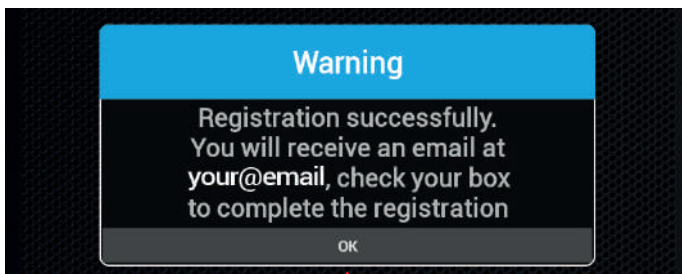 Warning
Registration successfully.
You will receive an email at
your@email, check your box
to complete the registration
OK